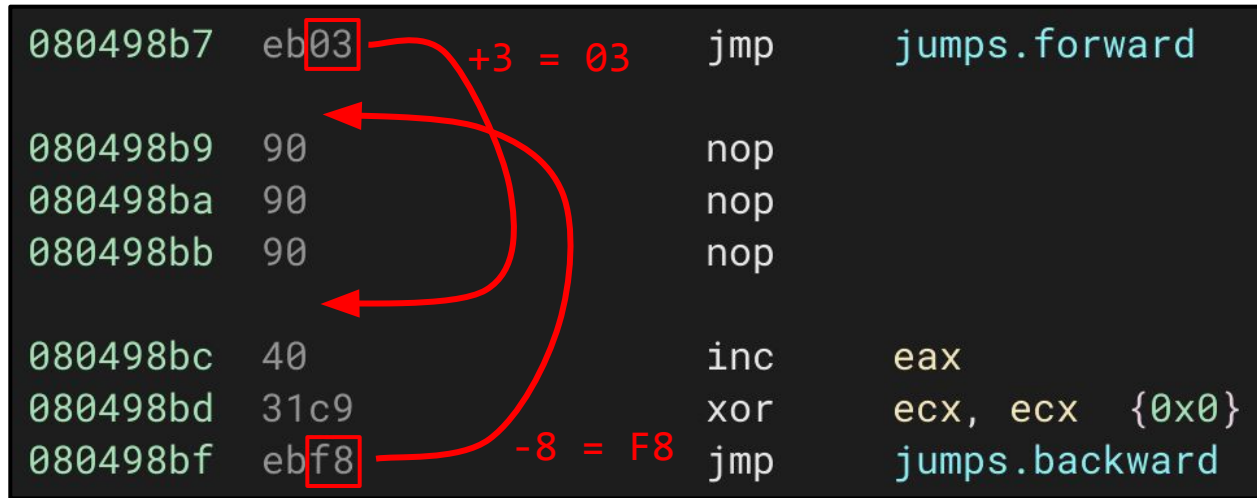 080498b7 eb03 +3 = 03 jmp jumps.forward
080498b9 90 nop
080498ba 90 nop
080498bb 90 nop
080498bc 40 inc eax
080498bd 31c9 xor ecx, ecx {0x0}
080498bf ebf8 -8 = F8 jmp jumps.backward